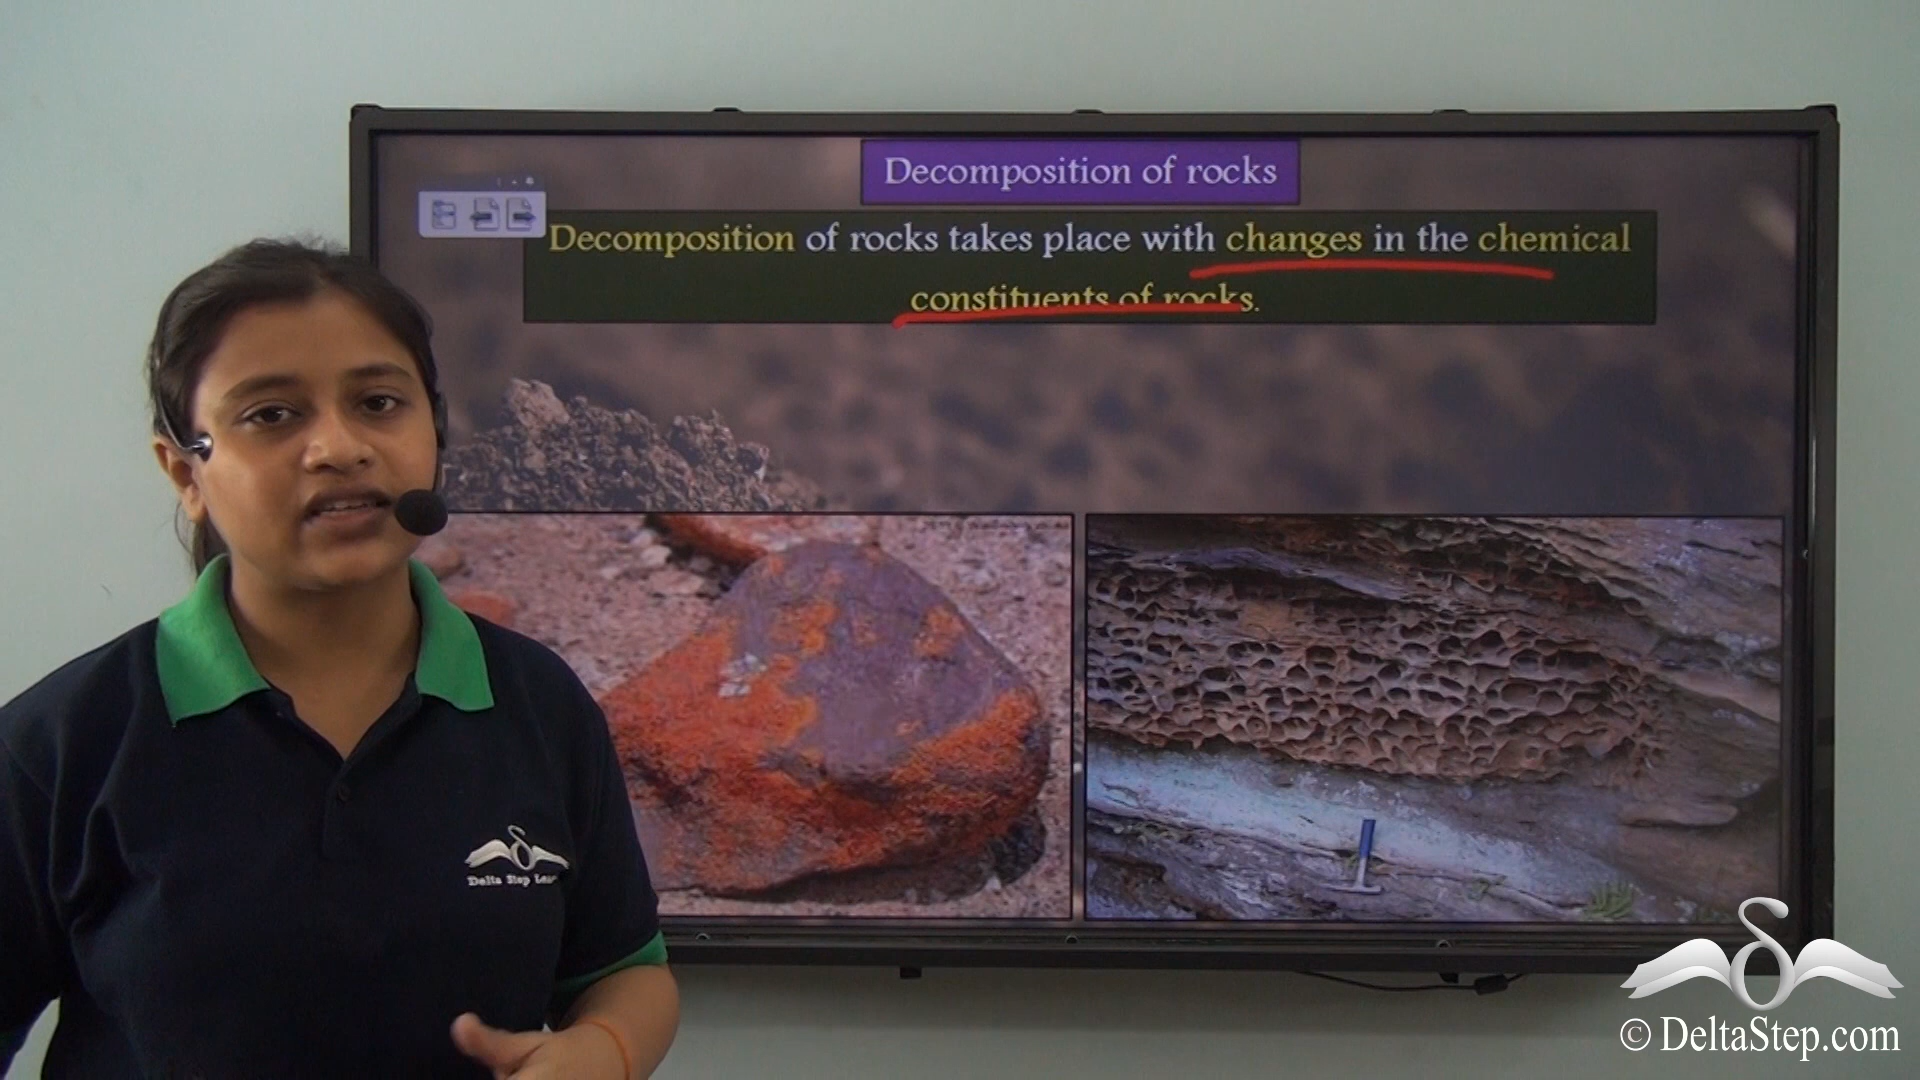 Decomposition of rocks
Decomposition of rocks takes place with changes in the chemical
constituents of rocks.
Delta Step
© DeltaStep.com